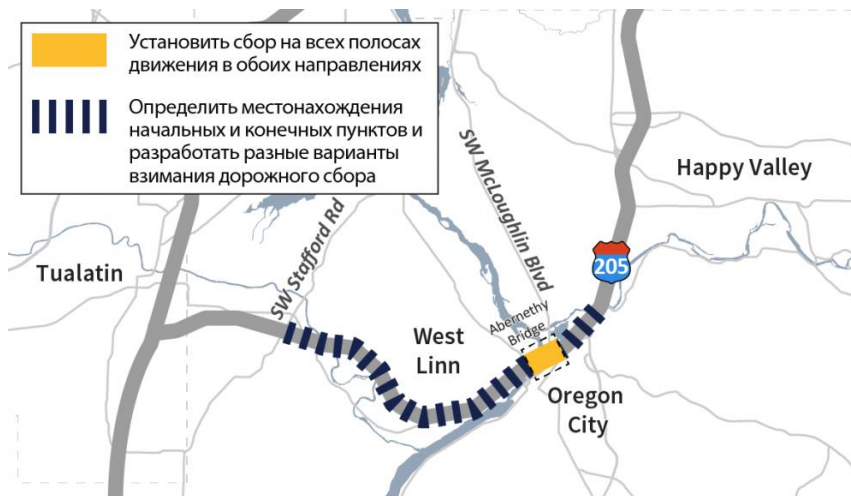 Установить сбор на всех полосах
движения в обоих направлениях
Определить местонахождения
начальных и конечных пунктов и
разработать разные варианты
взимания дорожного сбора
SW McLoughlin Blvd
Happy Valley
SW Stafford Rd
Tualatin
205
Abernethy
Bridge
West
Linn
Oregon
City